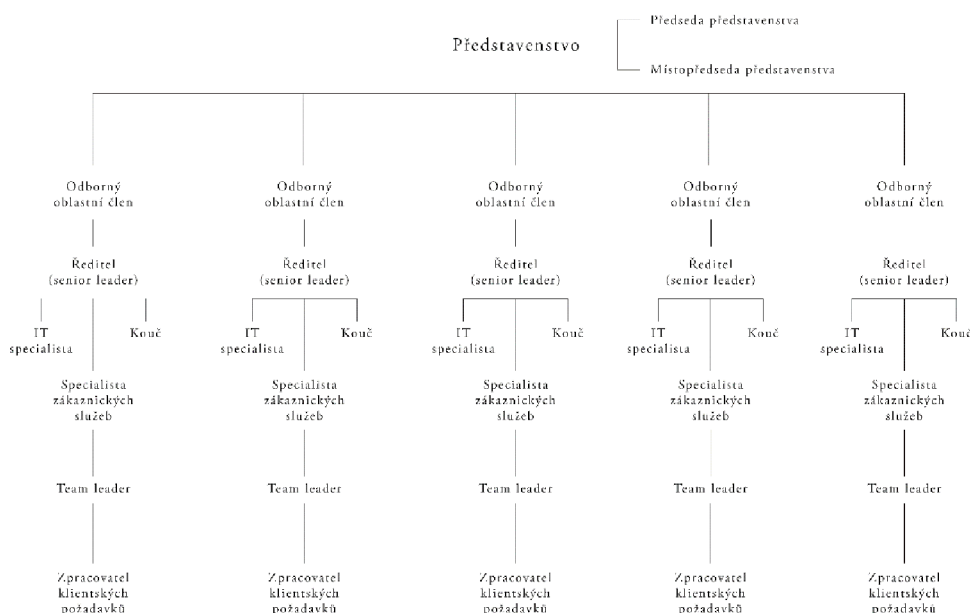 Předseda představenstva
Představenstvo
Místopředseda představenstva
Odborný Odborný Odborný Odborný Odborný
oblastní člen oblastní člen oblastní člen oblastní člen oblastní člen
Ředitel Ředitel Ředitel Ředitel Ředitel
(senior leader) (senior leader) (senior leader) (senior leader) (senior leader)
IT Kouč IT Kouč IT Kouč IT Kouč IT Kouč
specialista specialista specialista specialista specialista
Specialista Specialista Specialista Specialista Specialista
zákaznických zákaznických zákaznických zákaznických zákaznických
služeb služeb služeb služeb služeb
Team leader Team leader Team leader Team leader Team leader
Zpracovatel Zpracovatel Zpracovatel Zpracovatel Zpracovatel
klientských klientských klientských klientských klientských
požadavků požadavků požadavků požadavků požadavků